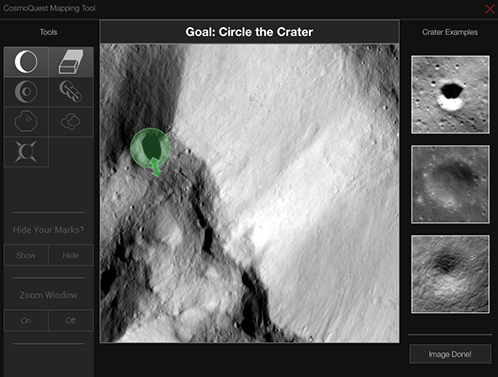 CosmoQuest Mapping Tool
Tools
Goal: Circle the Crater
Crater Examples
Hide Your Marks?
Show
Hide
Zoom Window
On
Off
Image Done!